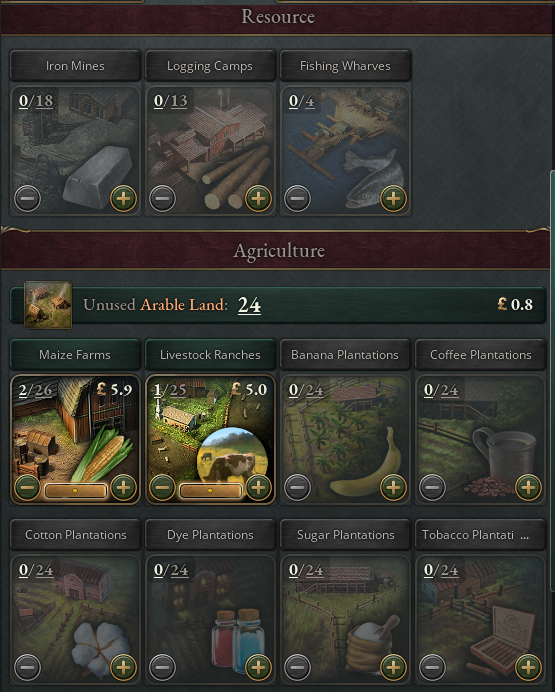 Resource
Iron Mines Logging Camps Fishing Wharves
0/18 0/13 0/4
Agriculture
Unused Arable Land: 24 £ 0.8
Maize Farms Livestock Ranches Banana Plantations Coffee Plantations
2/26 £ 5.9 1/25 £ 5.0 0/24 0/24
Cotton Plantations Dye Plantations Sugar Plantations Tobacco Plantati ...
0/24 0/24 0/24 0/24